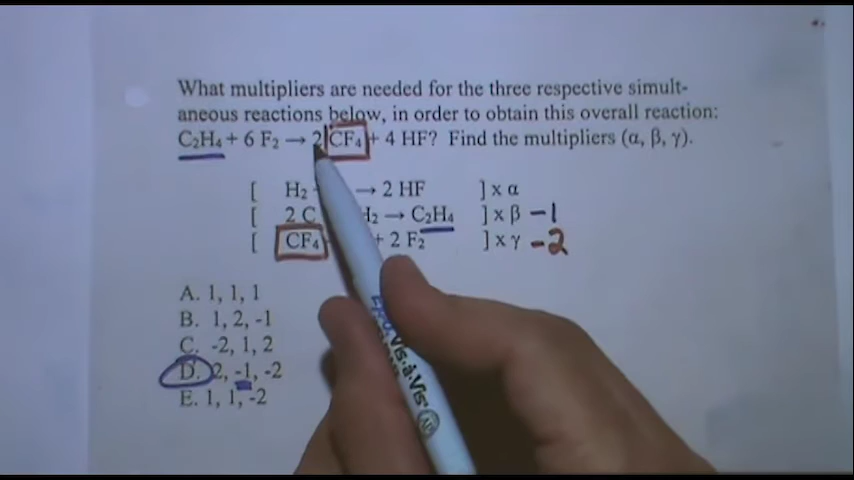 What multipliers are needed for the three respective simult-
aneous reactions below, in order to obtain this overall reaction:
C₂H₄ + 6 F₂ → 2 CF₄ + 4 HF? Find the multipliers (α, β, γ).
[ H₂ → 2 HF ] x α
[ 2 C H₂ → C₂H₄ ] x β -1
[ CF₄ + 2 F₂ ] x γ -2
A. 1, 1, 1
B. 1, 2, -1
C. -2, 1, 2
D. 2, -1, -2
E. 1, 1, -2
Vis·à·Vis